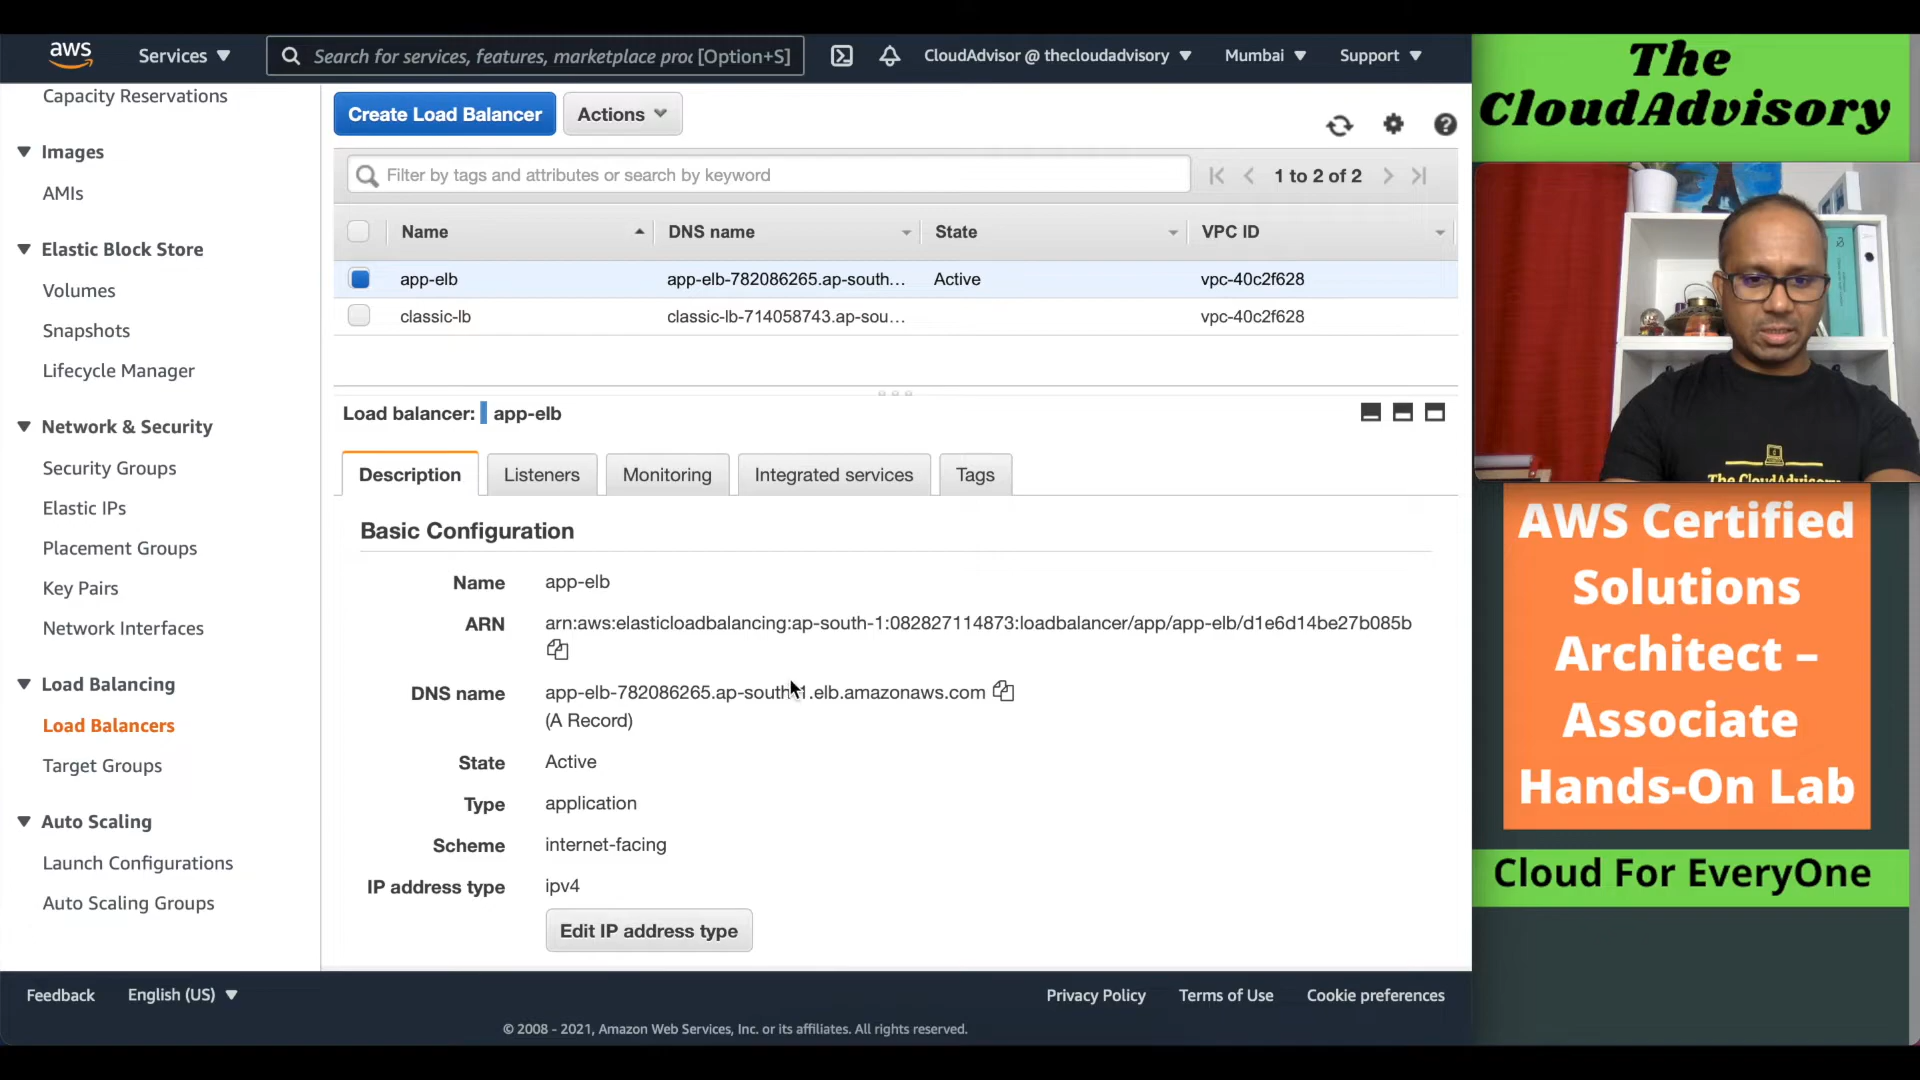 aws
Services
Search for services, features, marketplace proc [Option+S]
CloudAdvisor @ thecloudadvisory
Mumbai
Support
Capacity Reservations
Images
AMIs
Elastic Block Store
Volumes
Snapshots
Lifecycle Manager
Network & Security
Security Groups
Elastic IPs
Placement Groups
Key Pairs
Network Interfaces
Load Balancing
Load Balancers
Target Groups
Auto Scaling
Launch Configurations
Auto Scaling Groups
Create Load Balancer
Actions
Filter by tags and attributes or search by keyword
1 to 2 of 2
Name DNS name State VPC ID
app-elb app-elb-782086265.ap-south... Active vpc-40c2f628
classic-lb classic-lb-714058743.ap-sou... vpc-40c2f628
Load balancer: app-elb
Description Listeners Monitoring Integrated services Tags
Basic Configuration
Name app-elb
ARN arn:aws:elasticloadbalancing:ap-south-1:082827114873:loadbalancer/app/app-elb/d1e6d14be27b085b
DNS name app-elb-782086265.ap-south-1.elb.amazonaws.com
(A Record)
State Active
Type application
Scheme internet-facing
IP address type ipv4
Edit IP address type
Feedback
English (US)
Privacy Policy
Terms of Use
Cookie preferences
© 2008 - 2021, Amazon Web Services, Inc. or its affiliates. All rights reserved.
The
CloudAdvisory
The CloudAdvisory
AWS Certified
Solutions
Architect –
Associate
Hands-On Lab
Cloud For EveryOne